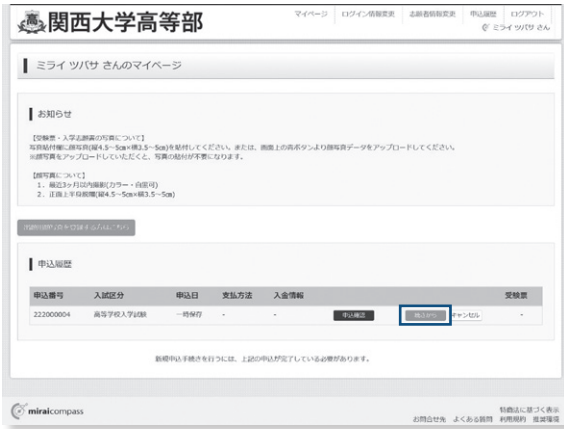 関西大学高等部
マイページ ログイン情報変更 志願者情報変更 申込履歴 ログアウト
ミライ ツバサ さん
ミライ ツバサ さんのマイページ
お知らせ
【受験票・入学志願書の写真について】
写真貼付欄に顔写真(縦4.5~5cm×横3.5~5cm)を貼付してください。または、画面上の青ボタンより顔写真データをアップロードしてください。
※顔写真をアップロードしていただくと、写真の貼付が不要になります。
【顔写真について】
1. 最近3ヶ月以内撮影(カラー・白黒可)
2. 正面上半身脱帽(縦4.5~5cm×横3.5~5cm)
申込履歴
申込番号 入試区分 申込日 支払方法 入金情報 受験票
222000004 高等学校入学試験 一時保存 - - 申込確認 続きから キャンセル -
新規申込手続きを行うには、上記の申込が完了している必要があります。
miraicompass
特商法に基づく表示
お問合せ先 よくある質問 利用規約 推奨環境